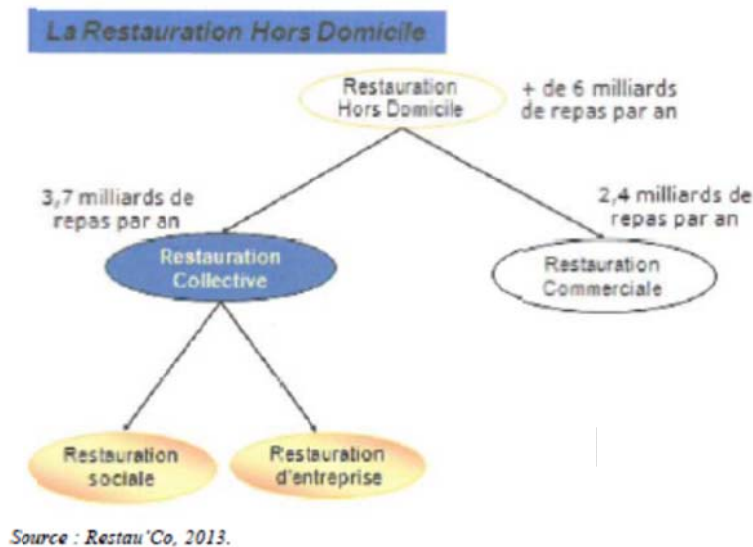 La Restauration Hors Domicile
Restauration
Hors Domicile
+ de 6 milliards
de repas par an
3,7 milliards de
repas par an
2,4 milliards de
repas par an
Restauration
Collective
Restauration
Commerciale
Restauration
sociale
Restauration
d'entreprise
Source : Restau'Co, 2013.